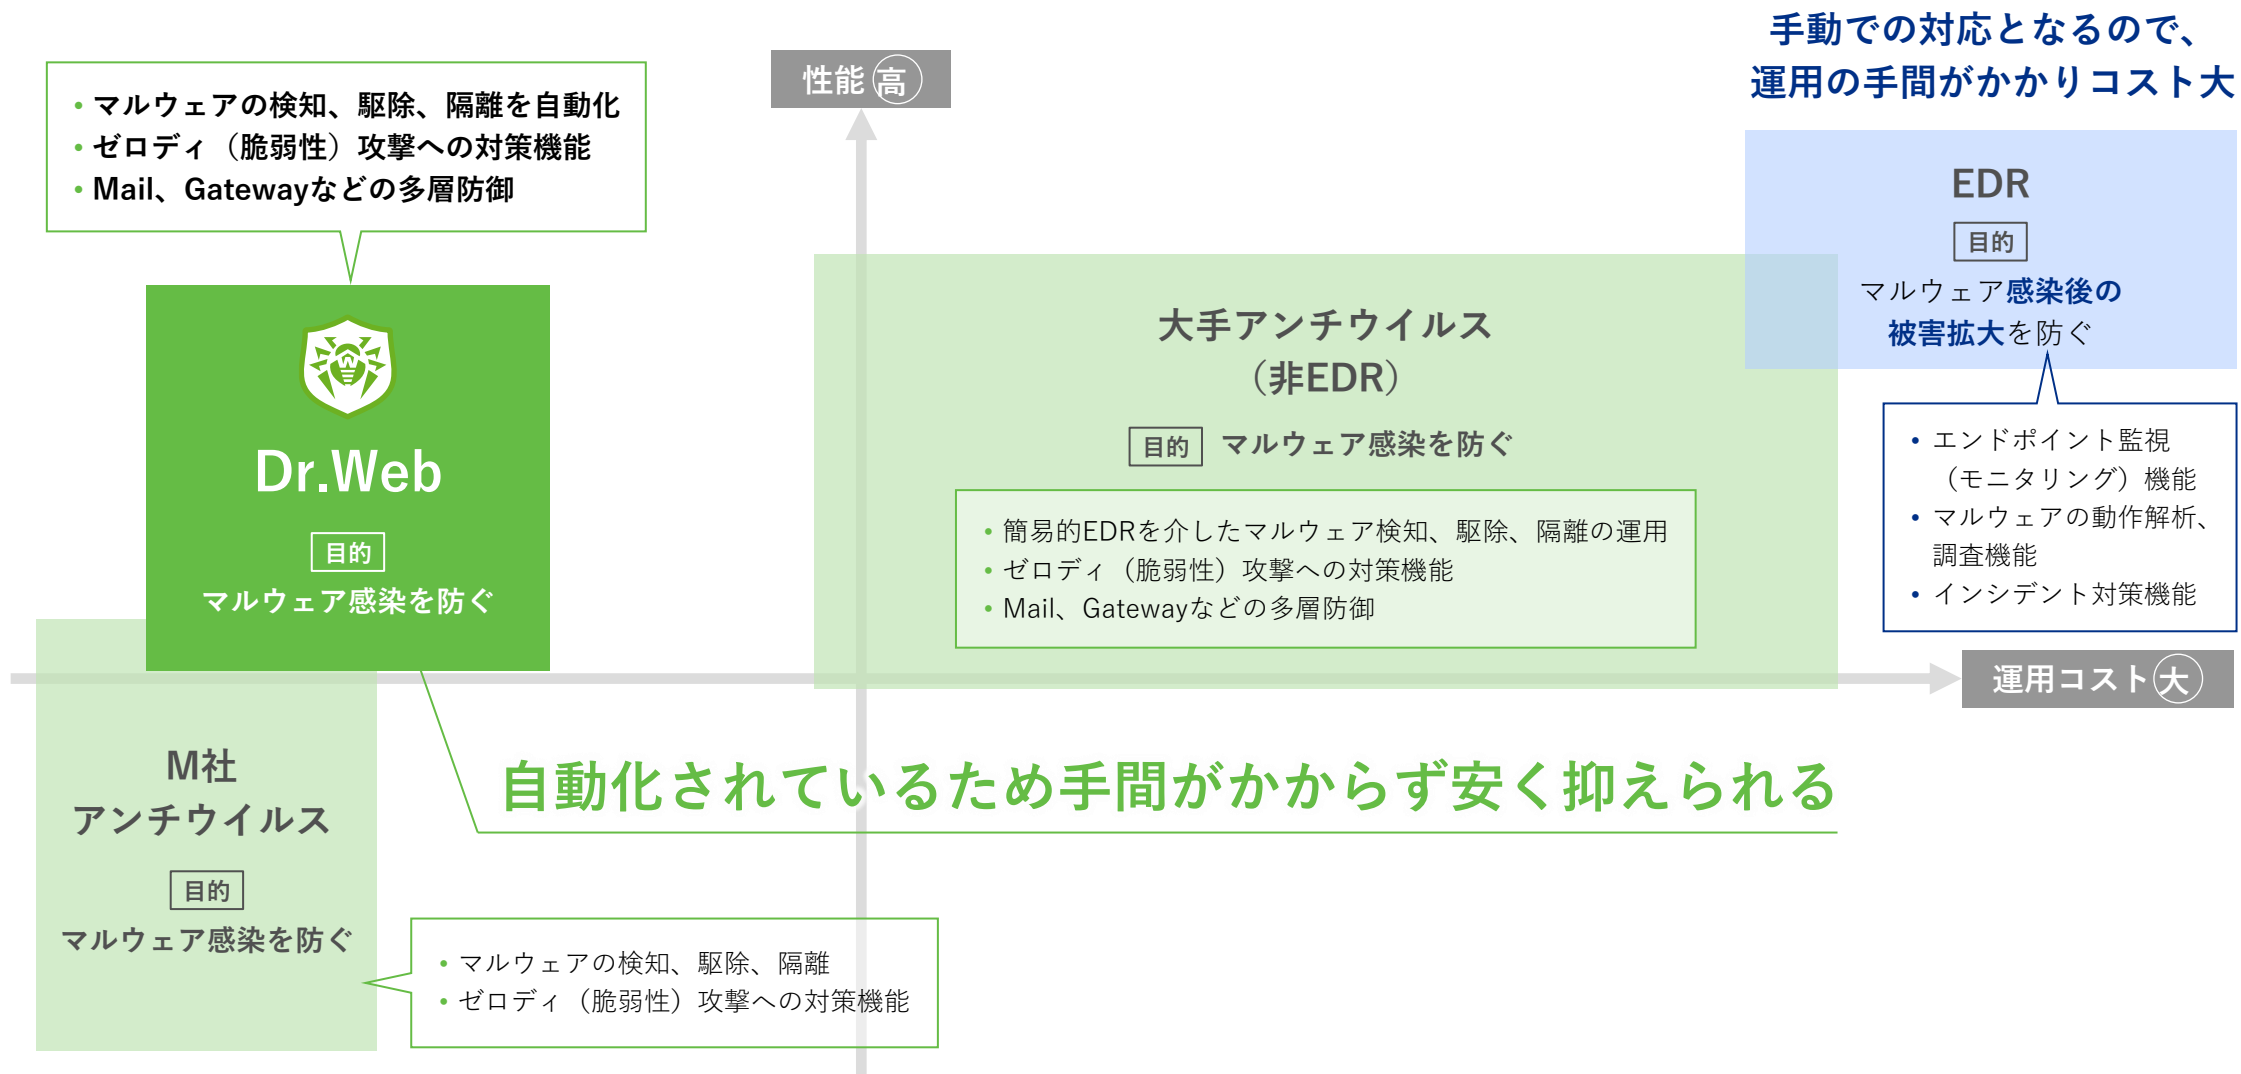 手動での対応となるので、
運用の手間がかかりコスト大
性能 高
・マルウェアの検知、駆除、隔離を自動化
・ゼロディ（脆弱性）攻撃への対策機能
・Mail、Gatewayなどの多層防御
EDR
目的
マルウェア感染後の
被害拡大を防ぐ
・エンドポイント監視
（モニタリング）機能
・マルウェアの動作解析、
調査機能
・インシデント対策機能
大手アンチウイルス
（非EDR）
目的 マルウェア感染を防ぐ
・簡易的EDRを介したマルウェア検知、駆除、隔離の運用
・ゼロディ（脆弱性）攻撃への対策機能
・Mail、Gatewayなどの多層防御
Dr.Web
目的
マルウェア感染を防ぐ
運用コスト 大
自動化されているため手間がかからず安く抑えられる
M社
アンチウイルス
目的
マルウェア感染を防ぐ
・マルウェアの検知、駆除、隔離
・ゼロディ（脆弱性）攻撃への対策機能